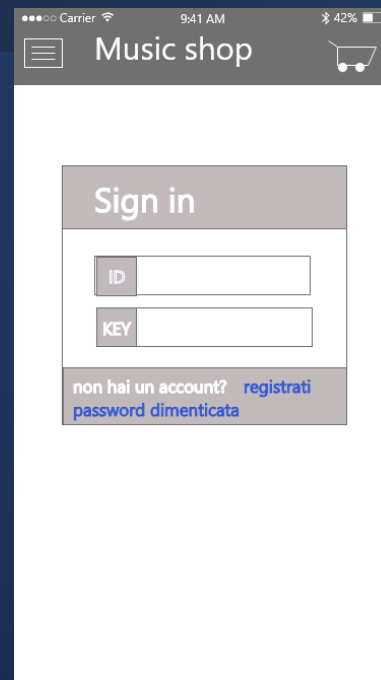 Carrier 9:41 AM 42%
Music shop
Sign in
ID
KEY
non hai un account? registrati
password dimenticata